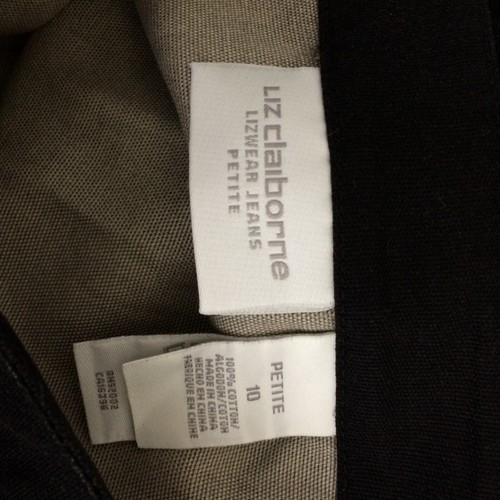 LIZ claiborne
LIZWEAR JEANS
PETITE
PETITE
10
100% COTTON/
ALGODON/COTON
MADE IN CHINA
HECHO EN CHINA
FABRIQUE EN CHINE